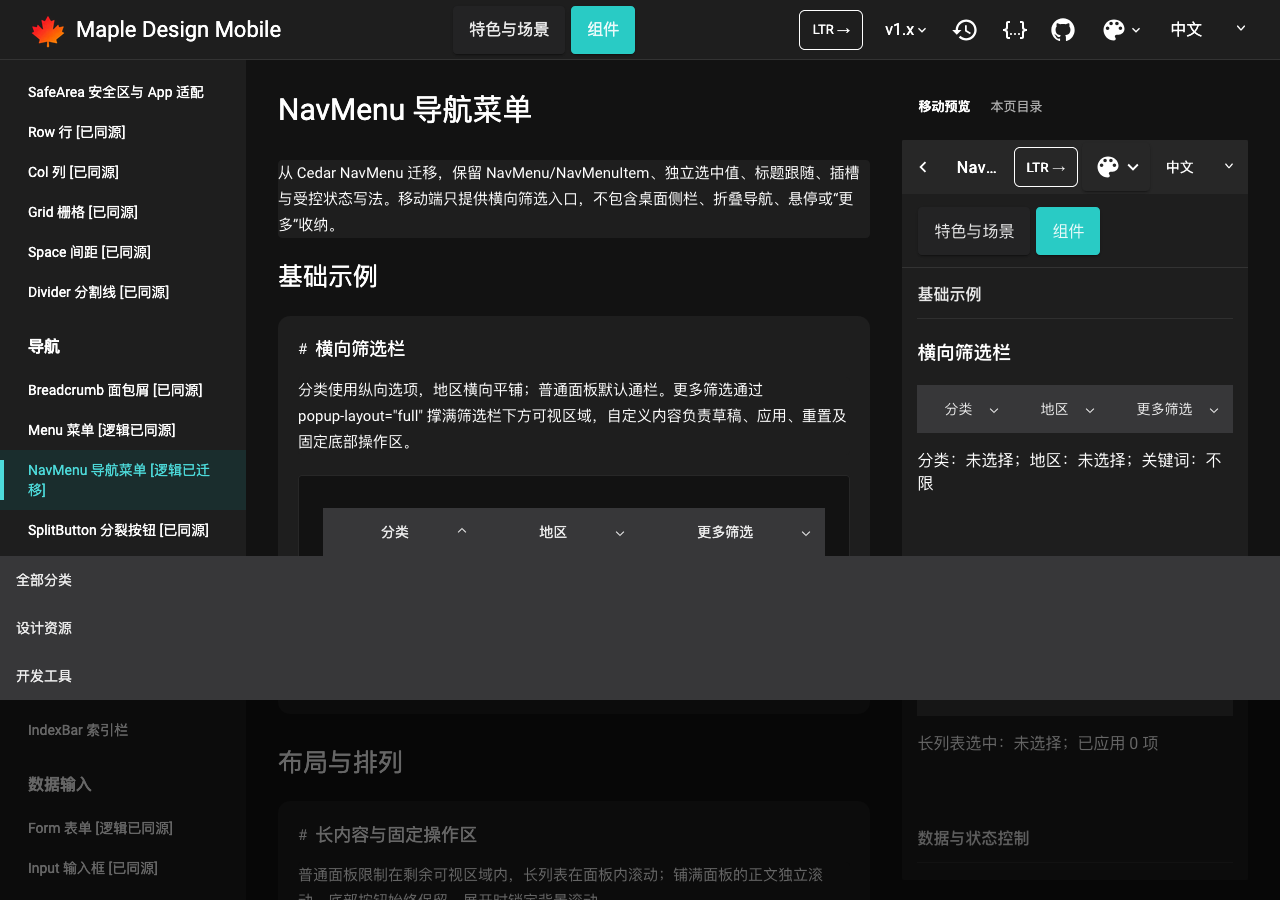 Maple Design Mobile
特色与场景
组件
LTR→
v1.x
{...}
中文
SafeArea 安全区与 App 适配
Row 行 [已同源]
Col 列 [已同源]
Grid 栅格 [已同源]
Space 间距 [已同源]
Divider 分割线 [已同源]
导航
Breadcrumb 面包屑 [已同源]
Menu 菜单 [逻辑已同源]
NavMenu 导航菜单 [逻辑已迁
移]
SplitButton 分裂按钮 [已同源]
NavMenu 导航菜单
从 Cedar NavMenu 迁移，保留 NavMenu/NavMenuItem、独立选中值、标题跟随、插槽
与受控状态写法。移动端只提供横向筛选入口，不包含桌面侧栏、折叠导航、悬停或“更
多”收纳。
基础示例
# 横向筛选栏
分类使用纵向选项，地区横向平铺；普通面板默认通栏。更多筛选通过
popup-layout="full" 撑满筛选栏下方可视区域，自定义内容负责草稿、应用、重置及
固定底部操作区。
分类
地区
更多筛选
移动预览
本页目录
Nav...
LTR→
中文
特色与场景
组件
基础示例
横向筛选栏
分类
地区
更多筛选
分类：未选择；地区：未选择；关键词：不
限
全部分类
设计资源
开发工具
IndexBar 索引栏
数据输入
Form 表单 [逻辑已同源]
Input 输入框 [已同源]
布局与排列
# 长内容与固定操作区
普通面板限制在剩余可视区域内，长列表在面板内滚动；铺满面板的正文独立滚
动，底部按钮始终保留，展开时锁定背景滚动。
长列表选中：未选择；已应用 0 项
数据与状态控制